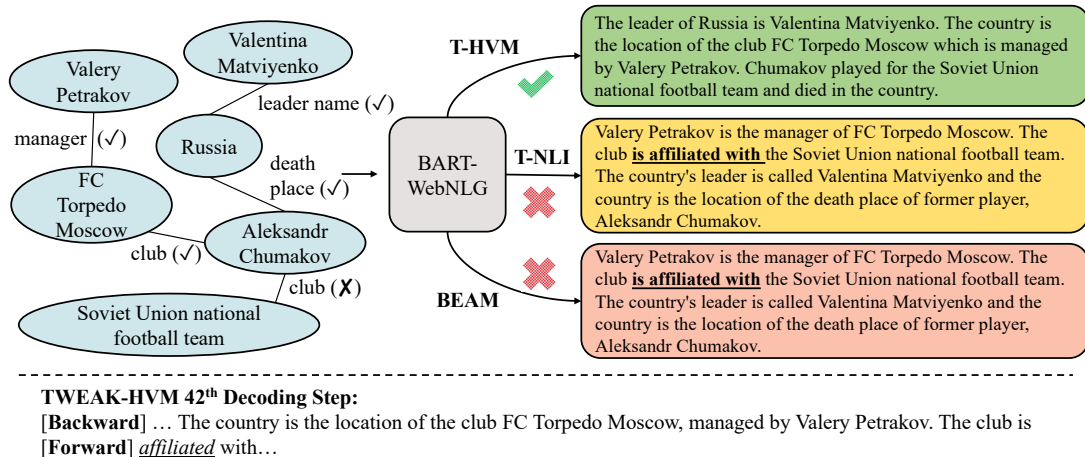 Valentina
Matviyenko
Valery
Petrakov
leader name (✓)
manager (✓)
Russia
death
place (✓)
FC
Torpedo
Moscow
Aleksandr
Chumakov
club (✓)
club (✗)
Soviet Union national
football team
BART-
WebNLG
T-HVM
T-NLI
BEAM
The leader of Russia is Valentina Matviyenko. The country is
the location of the club FC Torpedo Moscow which is managed
by Valery Petrakov. Chumakov played for the Soviet Union
national football team and died in the country.
Valery Petrakov is the manager of FC Torpedo Moscow. The
club is affiliated with the Soviet Union national football team.
The country's leader is called Valentina Matviyenko and the
country is the location of the death place of former player,
Aleksandr Chumakov.
Valery Petrakov is the manager of FC Torpedo Moscow. The
club is affiliated with the Soviet Union national football team.
The country's leader is called Valentina Matviyenko and the
country is the location of the death place of former player,
Aleksandr Chumakov.
TWEAK-HVM 42th Decoding Step:
[Backward] … The country is the location of the club FC Torpedo Moscow, managed by Valery Petrakov. The club is
[Forward] affiliated with…